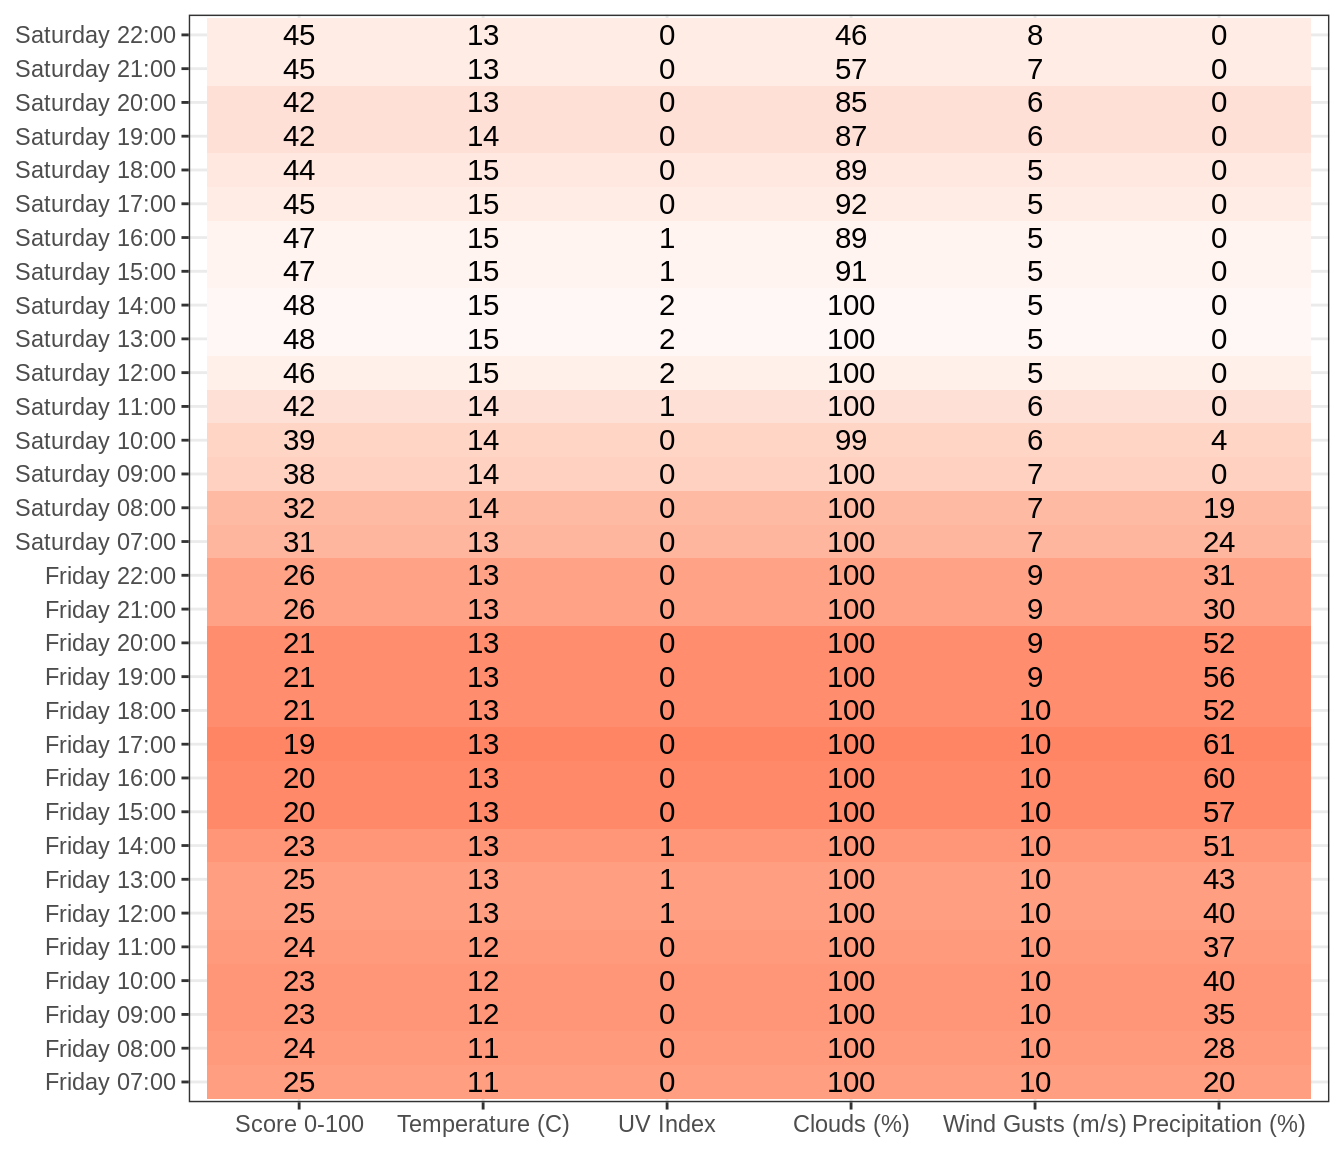 Saturday 22:00 45 13 0 46 8 0
Saturday 21:00 45 13 0 57 7 0
Saturday 20:00 42 13 0 85 6 0
Saturday 19:00 42 14 0 87 6 0
Saturday 18:00 44 15 0 89 5 0
Saturday 17:00 45 15 0 92 5 0
Saturday 16:00 47 15 1 89 5 0
Saturday 15:00 47 15 1 91 5 0
Saturday 14:00 48 15 2 100 5 0
Saturday 13:00 48 15 2 100 5 0
Saturday 12:00 46 15 2 100 5 0
Saturday 11:00 42 14 1 100 6 0
Saturday 10:00 39 14 0 99 6 4
Saturday 09:00 38 14 0 100 7 0
Saturday 08:00 32 14 0 100 7 19
Saturday 07:00 31 13 0 100 7 24
Friday 22:00 26 13 0 100 9 31
Friday 21:00 26 13 0 100 9 30
Friday 20:00 21 13 0 100 9 52
Friday 19:00 21 13 0 100 9 56
Friday 18:00 21 13 0 100 10 52
Friday 17:00 19 13 0 100 10 61
Friday 16:00 20 13 0 100 10 60
Friday 15:00 20 13 0 100 10 57
Friday 14:00 23 13 1 100 10 51
Friday 13:00 25 13 1 100 10 43
Friday 12:00 25 13 1 100 10 40
Friday 11:00 24 12 0 100 10 37
Friday 10:00 23 12 0 100 10 40
Friday 09:00 23 12 0 100 10 35
Friday 08:00 24 11 0 100 10 28
Friday 07:00 25 11 0 100 10 20
Score 0-100 Temperature (C) UV Index Clouds (%) Wind Gusts (m/s) Precipitation (%)